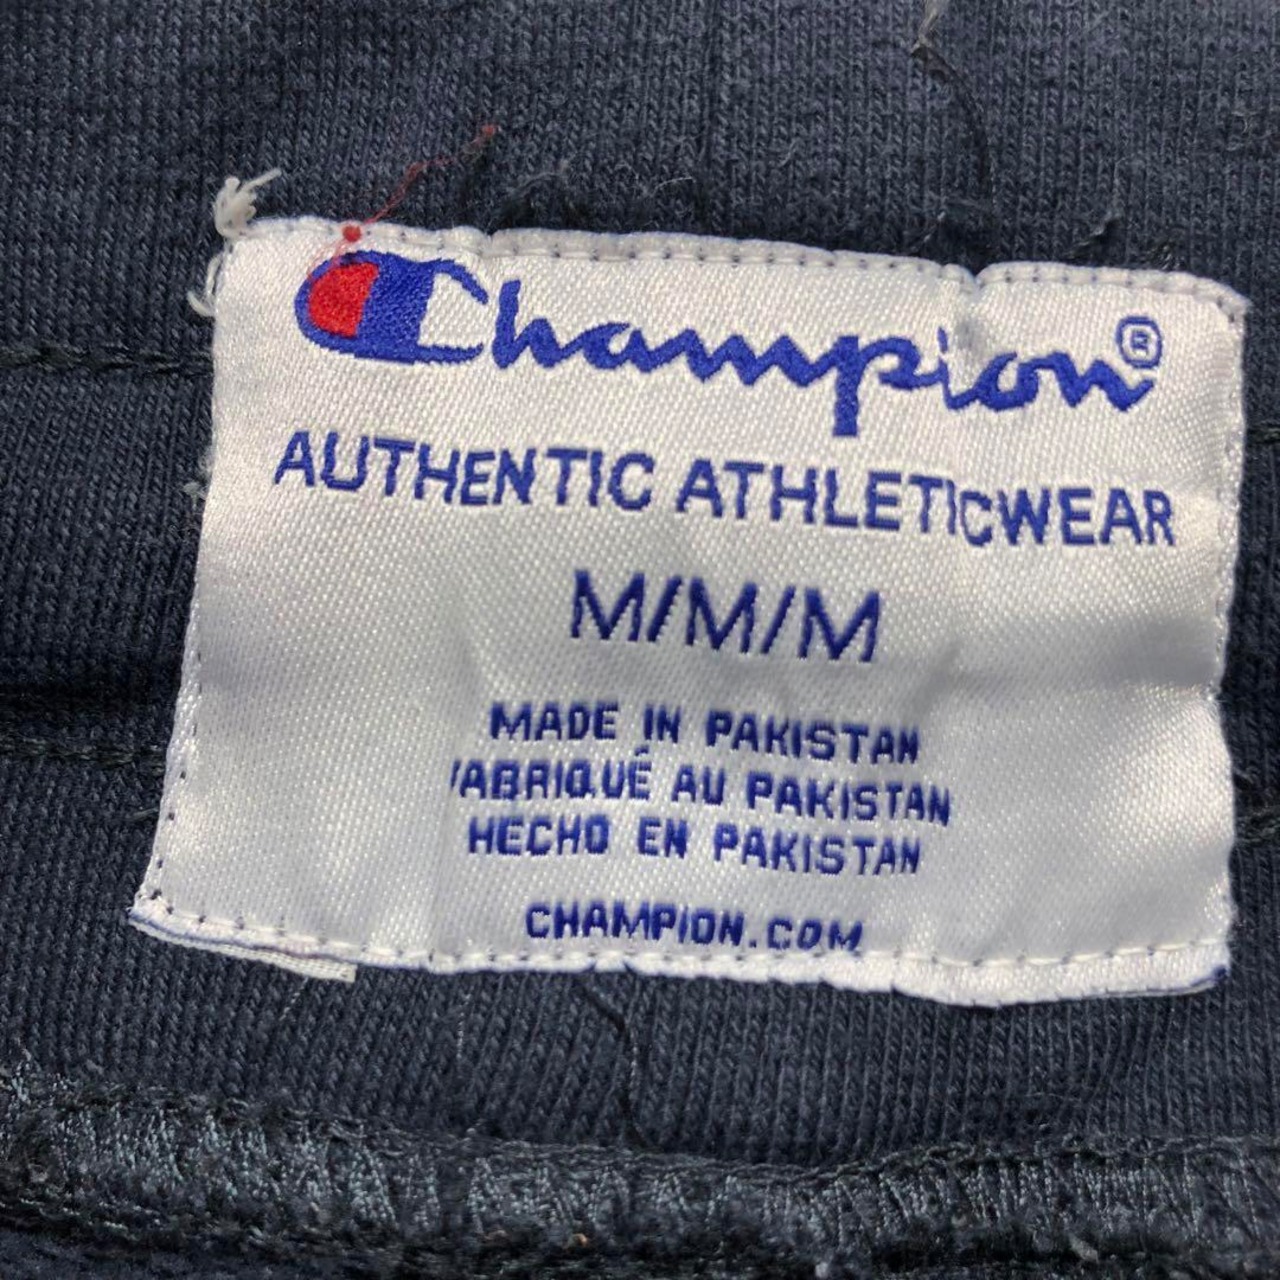 Champion®
AUTHENTIC ATHLETICWEAR
M/M/M
MADE IN PAKISTAN
FABRIQUÉ AU PAKISTAN
HECHO EN PAKISTAN
CHAMPION.COM